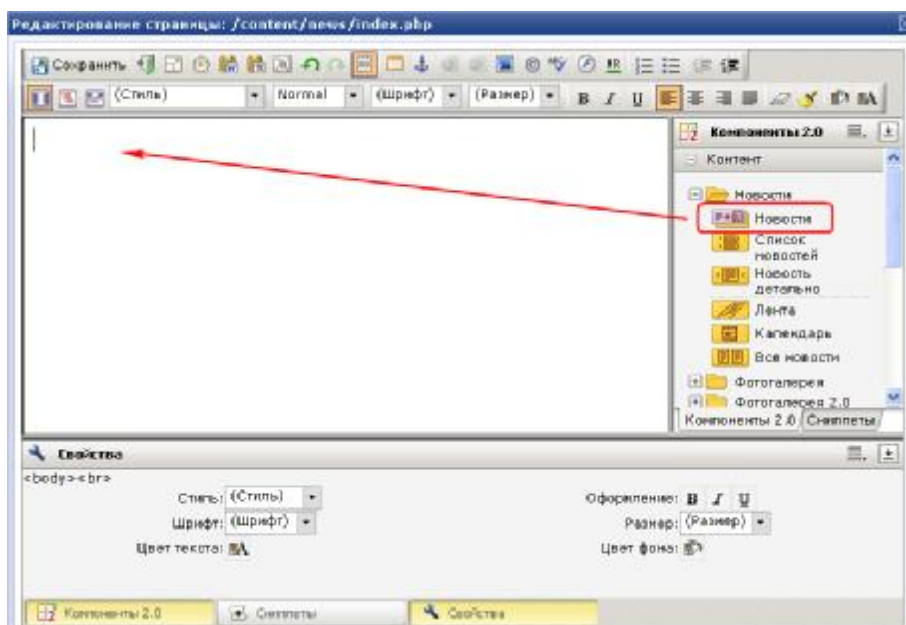 Редактирование страницы: /content/news/index.php
Сохранить
(Стиль) Normal (Шрифт) (Размер) B I U
Компоненты 2.0
Контент
Новости
Новости
Список
новостей
Новость
детально
Лента
Календарь
Все новости
Фотогалерея
Фотогалерея 2.0
Компоненты 2.0 Сниппеты
Свойства
<body><br>
Стиль: (Стиль) Оформление: B I U
Шрифт: (Шрифт) Размер: (Размер)
Цвет текста: Цвет фона:
Компоненты 2.0 Сниппеты Свойства